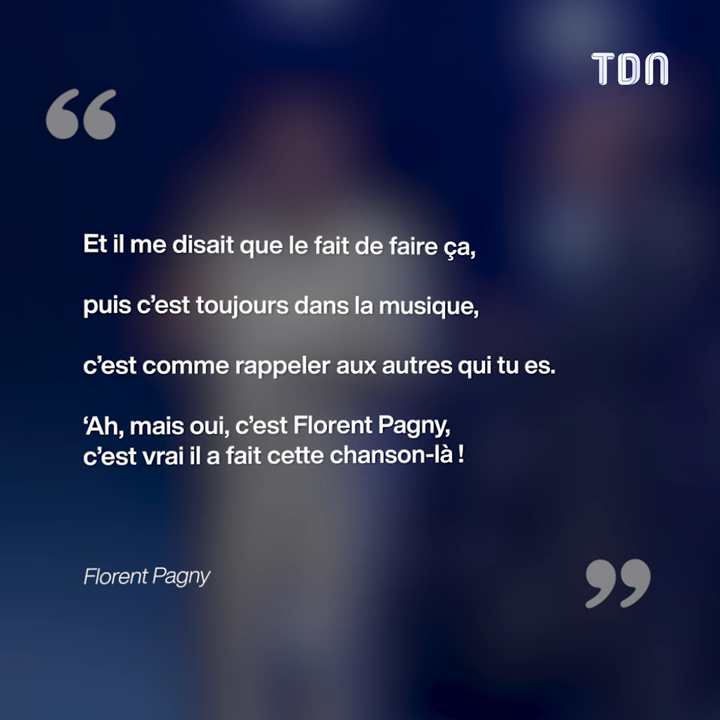 TDN
“
Et il me disait que le fait de faire ça,
puis c’est toujours dans la musique,
c’est comme rappeler aux autres qui tu es.
‘Ah, mais oui, c’est Florent Pagny,
c’est vrai il a fait cette chanson-là !
Florent Pagny
”